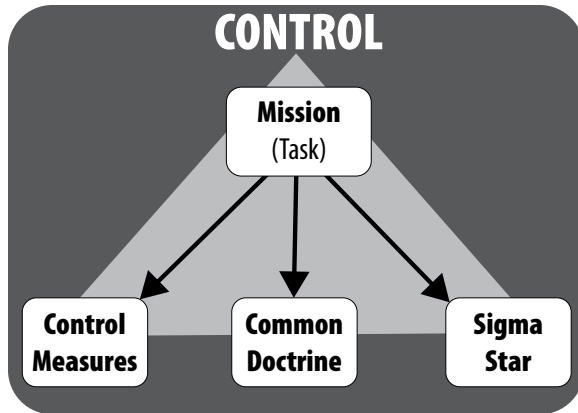 CONTROL
Mission
(Task)
Control
Measures
Common
Doctrine
Sigma
Star